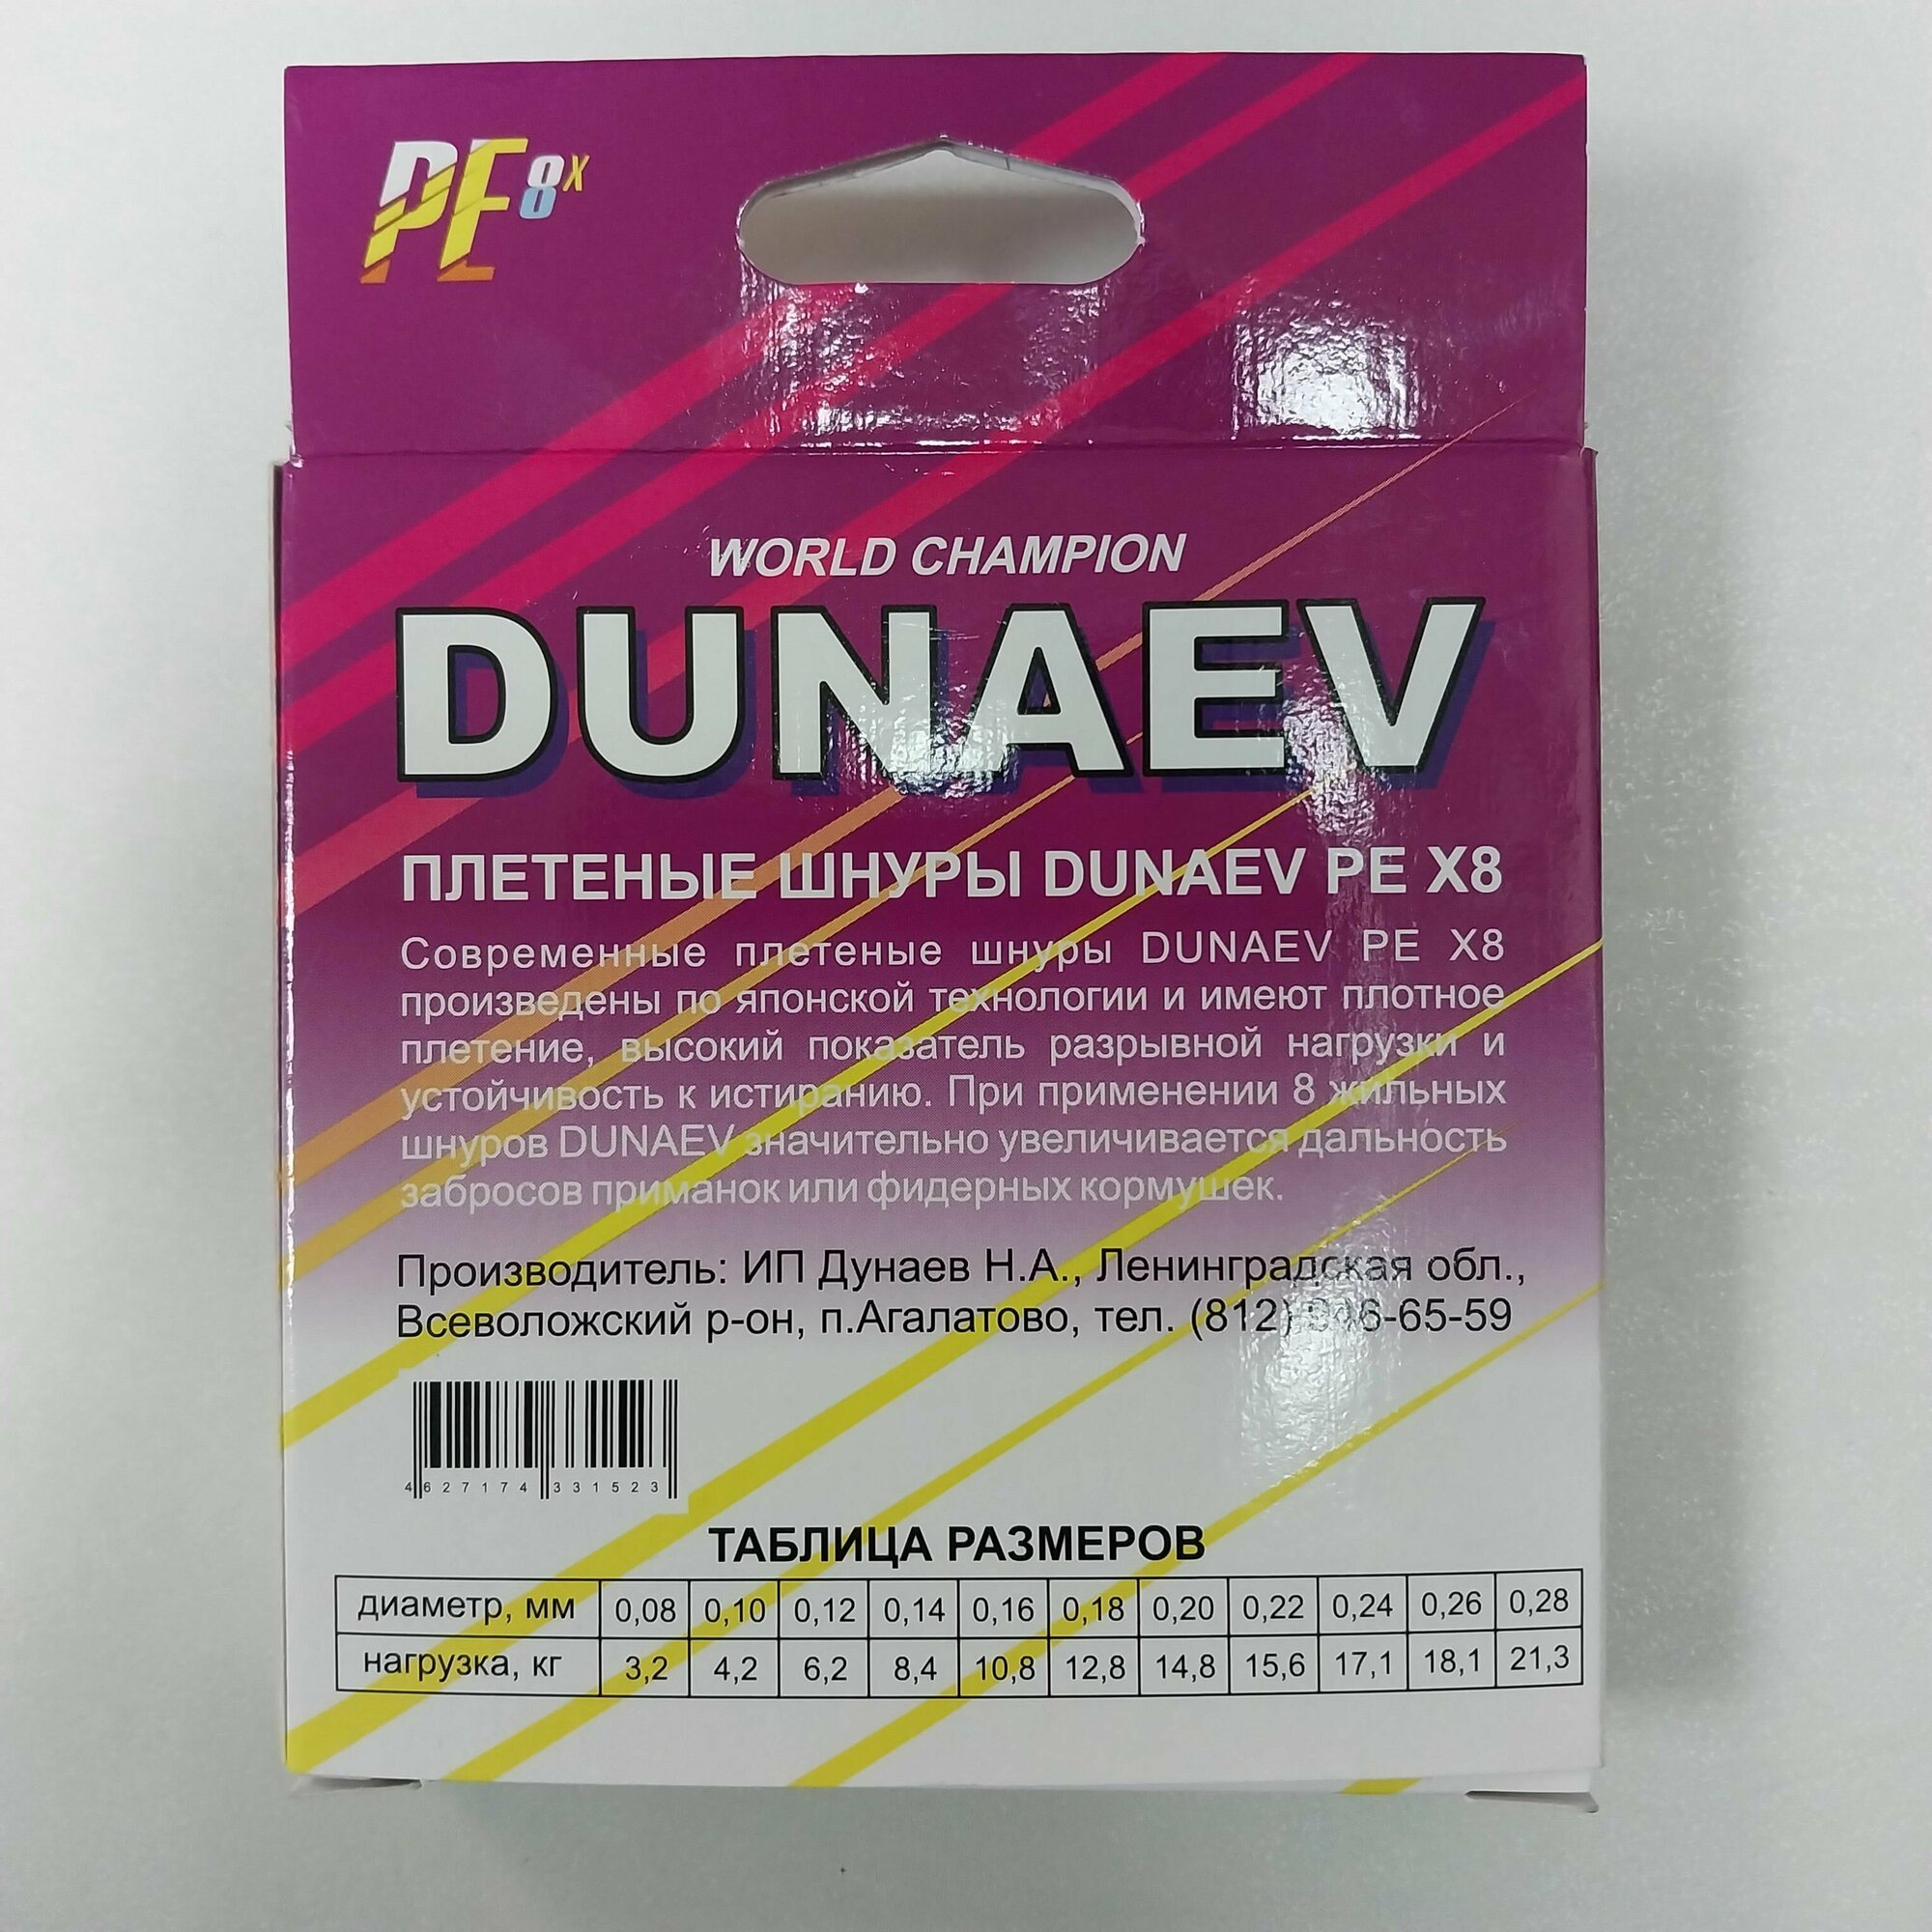 PE 8X
WORLD CHAMPION
DUNAEV
ПЛЕТЕНЫЕ ШНУРЫ DUNAEV PE X8
Современные плетеные шнуры DUNAEV PE X8
произведены по японской технологии и имеют плотное
плетение, высокий показатель разрывной нагрузки и
устойчивость к истиранию. При применении 8 жильных
шнуров DUNAEV значительно увеличивается дальность
забросов приманок или фидерных кормушек.
Производитель: ИП Дунаев Н.А., Ленинградская обл.,
Всеволожский р-он, п.Агалатово, тел. (812)
4 627174 331523
ТАБЛИЦА РАЗМЕРОВ
диаметр, мм 0,08 0,10 0,12 0,14 0,16 0,18 0,20 0,22 0,24 0,26 0,28
нагрузка, кг 3,2 4,2 6,2 8,4 10,8 12,8 14,8 15,6 17,1 18,1 21,3